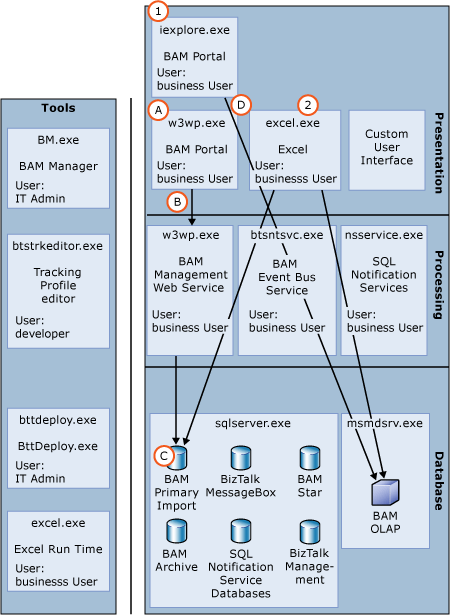 Tools
BM.exe
BAM Manager
User:
IT Admin
btstrkeditor.exe
Tracking
Profile
editor
User:
developer
bttdeploy.exe
BttDeploy.exe
User:
IT Admin
excel.exe
Excel Run Time
User:
businesss User
1
iexplore.exe
BAM Portal
User:
business User
A
w3wp.exe
BAM Portal
User:
business User
D
2
excel.exe
Excel
User:
businesss User
Custom
User
Interface
Presentation
B
w3wp.exe
BAM
Management
Web Service
User:
business User
btsntsvc.exe
BAM
Event Bus
Service
User:
business User
nsservice.exe
SQL
Notification
Services
User:
business User
Processing
sqlserver.exe
C
BAM
Primary
Import
BizTalk
MessageBox
BAM
Star
BAM
Archive
SQL
Notification
Service
Databases
BizTalk
Manage-
ment
msmdsrv.exe
BAM
OLAP
Database